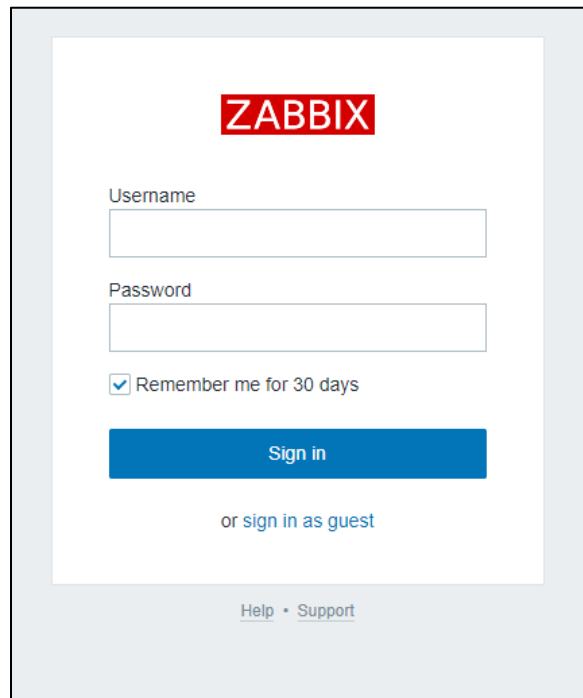 ZABBIX
Username
Password
Remember me for 30 days
Sign in
or sign in as guest
Help • Support